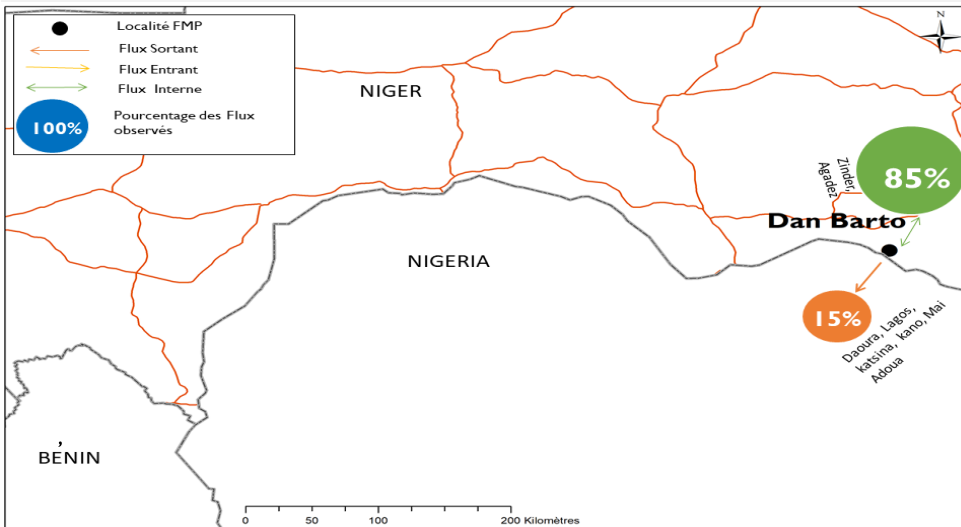 Localité FMP
Flux Sortant
Flux Entrant
Flux Interne
100%
Pourcentage des Flux
observés
N
NIGER
Zinder,
Agadez
85%
Dan Barto
NIGERIA
15%
Daoura, Lagos,
katsina, kano, Mai
Adoua
BÉNIN
0 50 100 200 Kilomètres